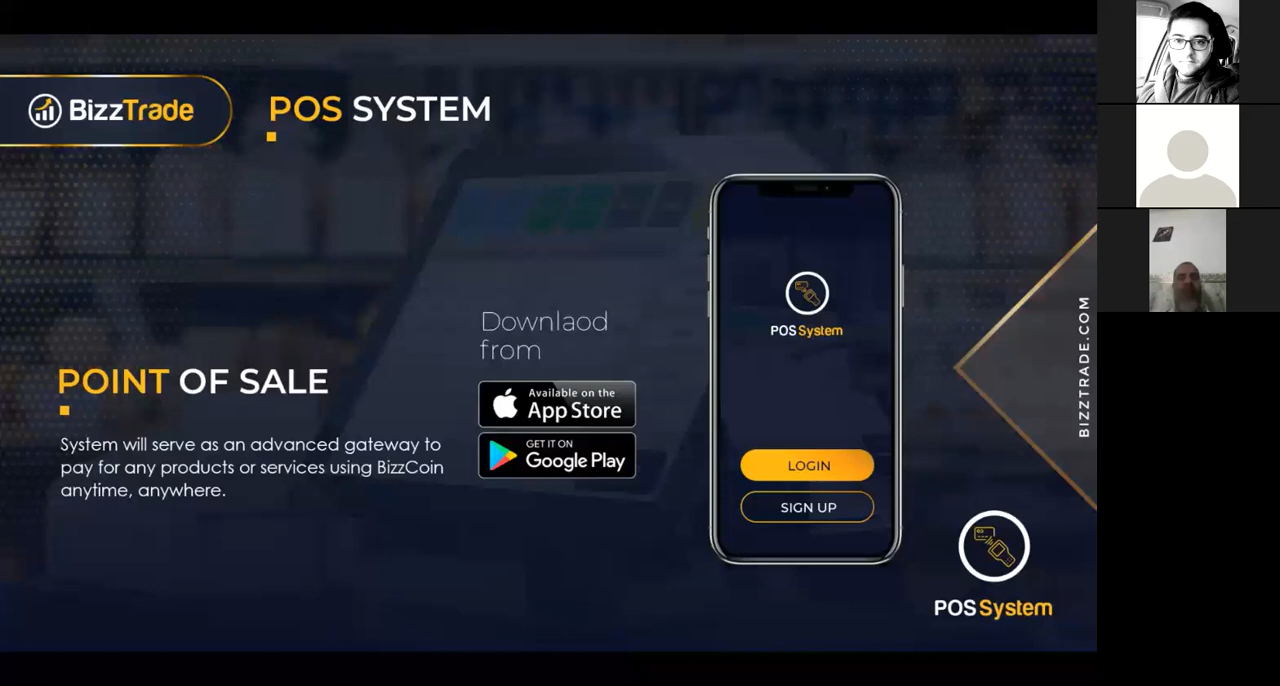 BizzTrade
POS SYSTEM
Downlaod
from
Available on the
App Store
GET IT ON
Google Play
POINT OF SALE
System will serve as an advanced gateway to
pay for any products or services using BizzCoin
anytime, anywhere.
POS System
LOGIN
SIGN UP
BIZZTRADE.COM
POS System